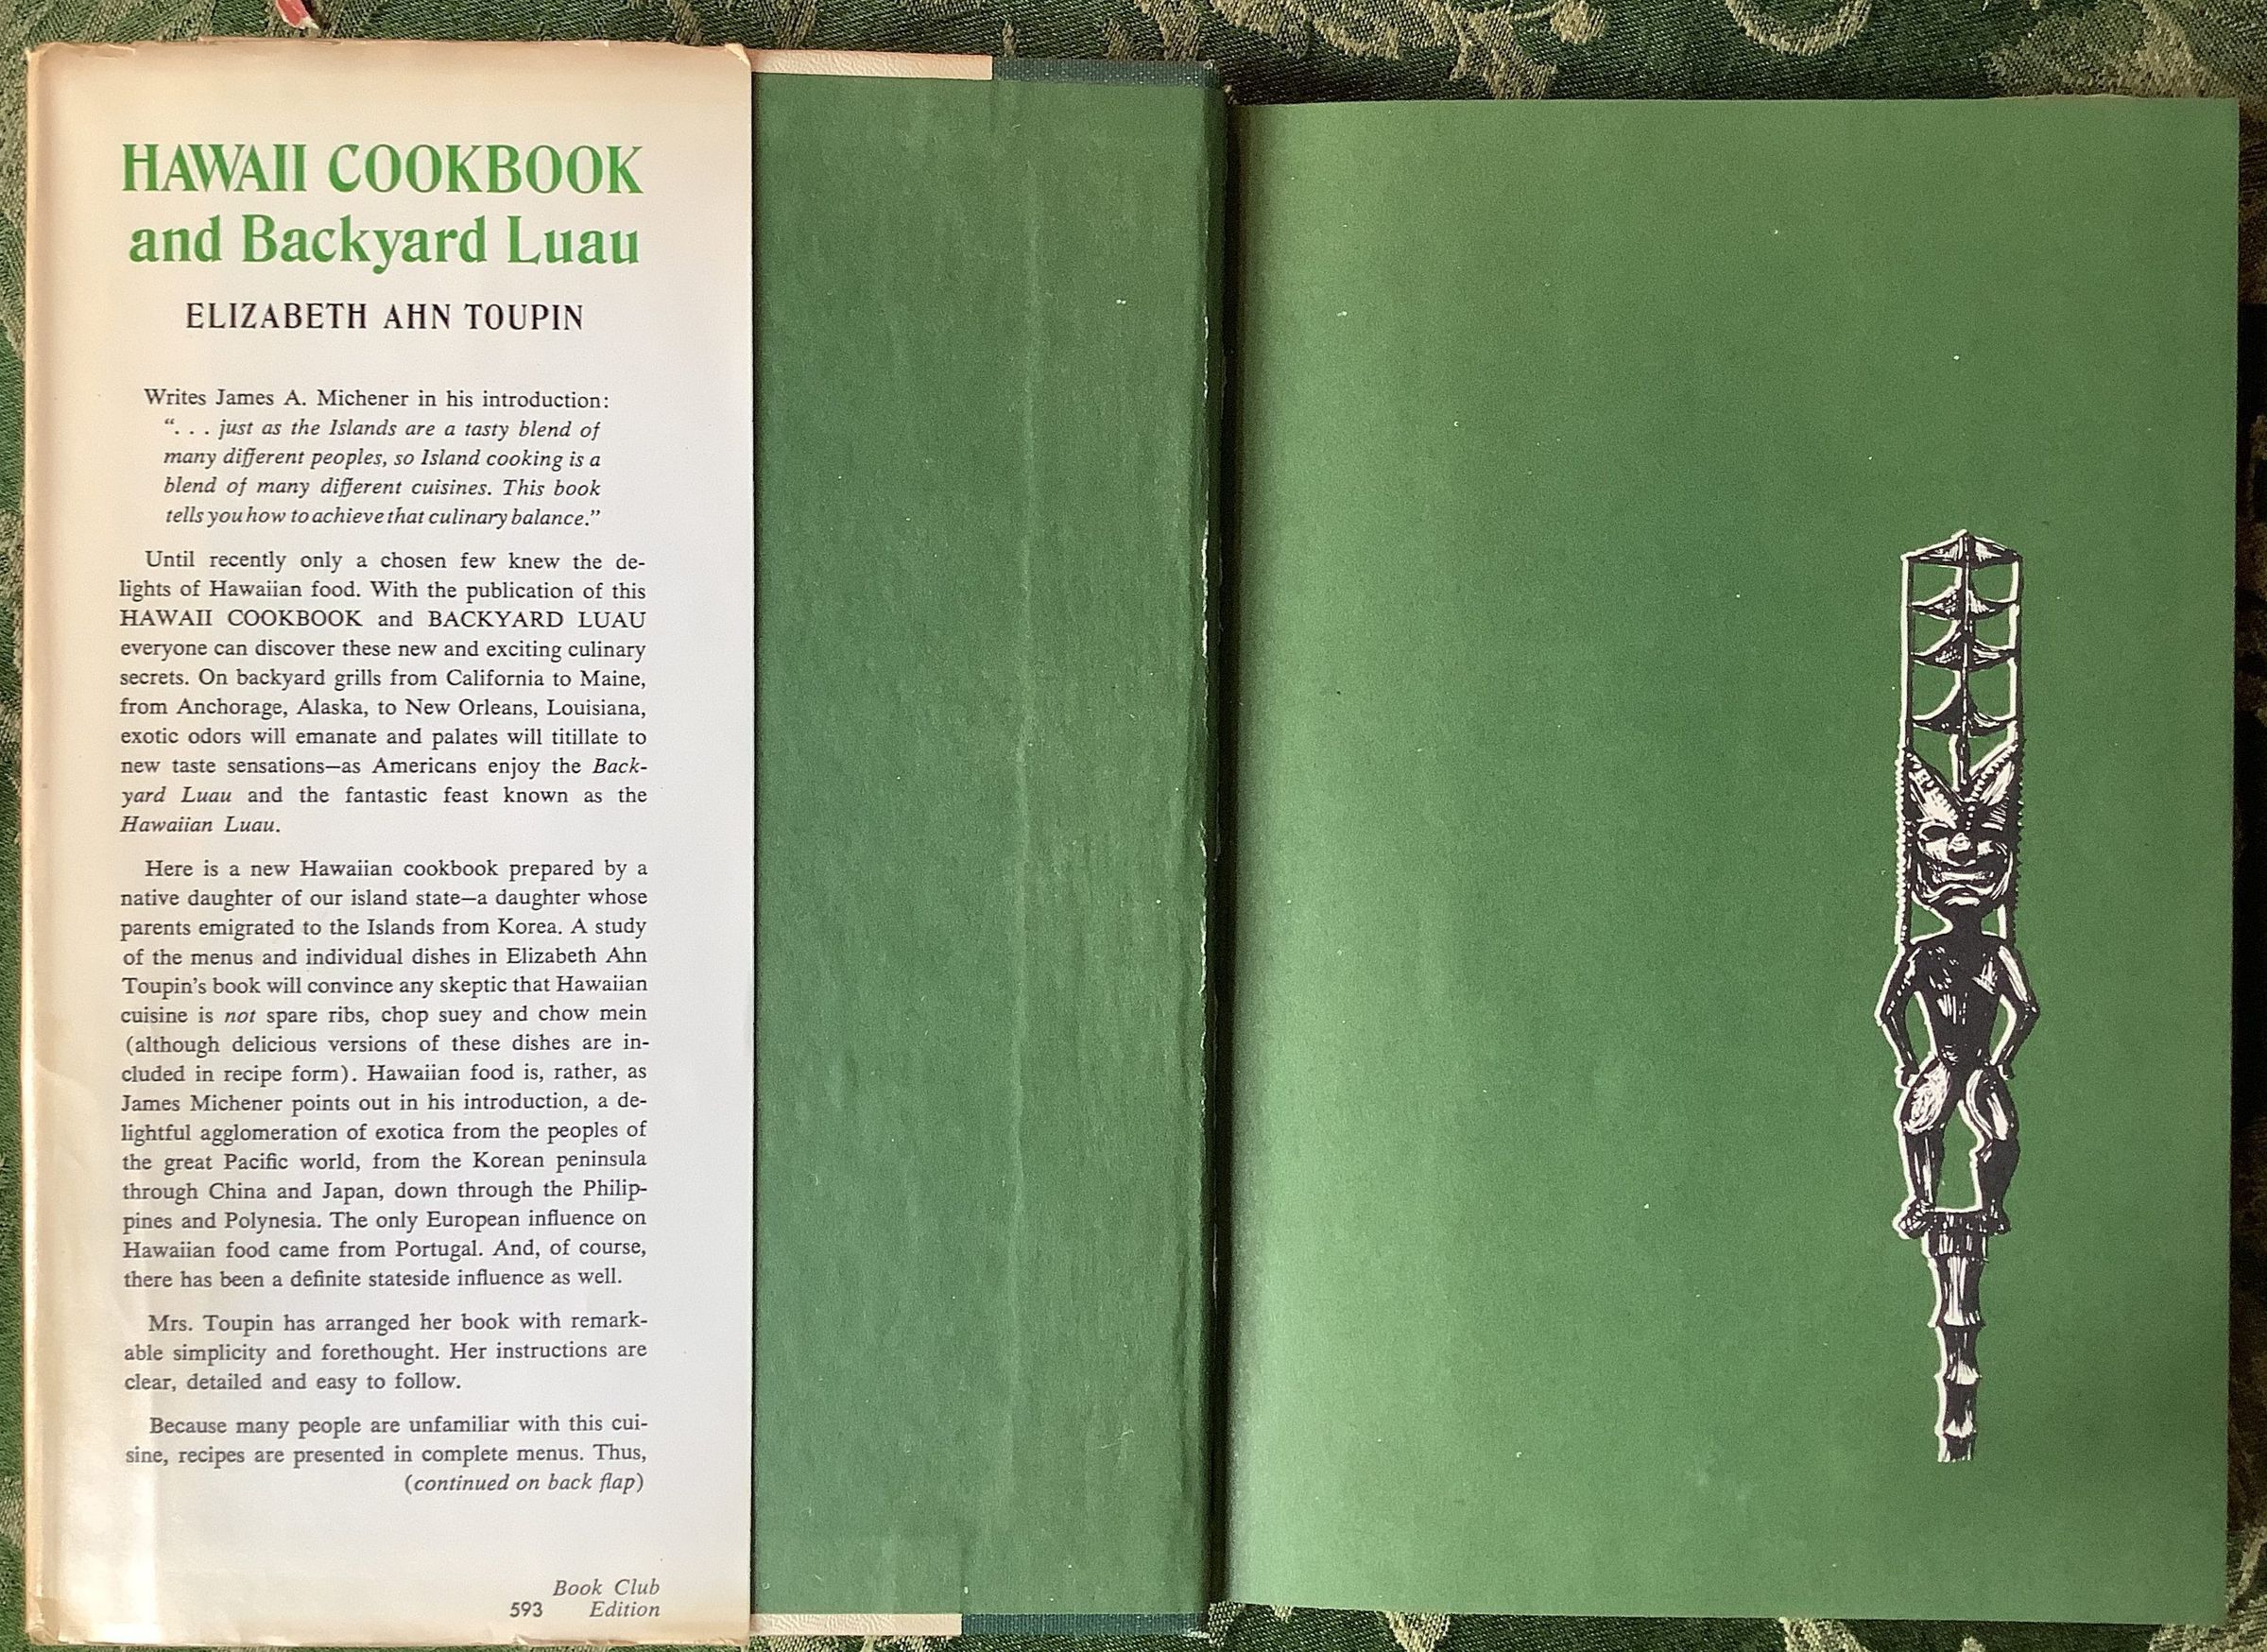 HAWAII COOKBOOK
and Backyard Luau
ELIZABETH AHN TOUPIN
Writes James A. Michener in his introduction:
“. . . just as the Islands are a tasty blend of
many different peoples, so Island cooking is a
blend of many different cuisines. This book
tells you how to achieve that culinary balance.”
Until recently only a chosen few knew the de-
lights of Hawaiian food. With the publication of this
HAWAII COOKBOOK and BACKYARD LUAU
everyone can discover these new and exciting culinary
secrets. On backyard grills from California to Maine,
from Anchorage, Alaska, to New Orleans, Louisiana,
exotic odors will emanate and palates will titillate to
new taste sensations—as Americans enjoy the Back-
yard Luau and the fantastic feast known as the
Hawaiian Luau.
Here is a new Hawaiian cookbook prepared by a
native daughter of our island state—a daughter whose
parents emigrated to the Islands from Korea. A study
of the menus and individual dishes in Elizabeth Ahn
Toupin’s book will convince any skeptic that Hawaiian
cuisine is not spare ribs, chop suey and chow mein
(although delicious versions of these dishes are in-
cluded in recipe form). Hawaiian food is, rather, as
James Michener points out in his introduction, a de-
lightful agglomeration of exotica from the peoples of
the great Pacific world, from the Korean peninsula
through China and Japan, down through the Philip-
pines and Polynesia. The only European influence on
Hawaiian food came from Portugal. And, of course,
there has been a definite stateside influence as well.
Mrs. Toupin has arranged her book with remark-
able simplicity and forethought. Her instructions are
clear, detailed and easy to follow.
Because many people are unfamiliar with this cui-
sine, recipes are presented in complete menus. Thus,
(continued on back flap)
Book Club
593 Edition